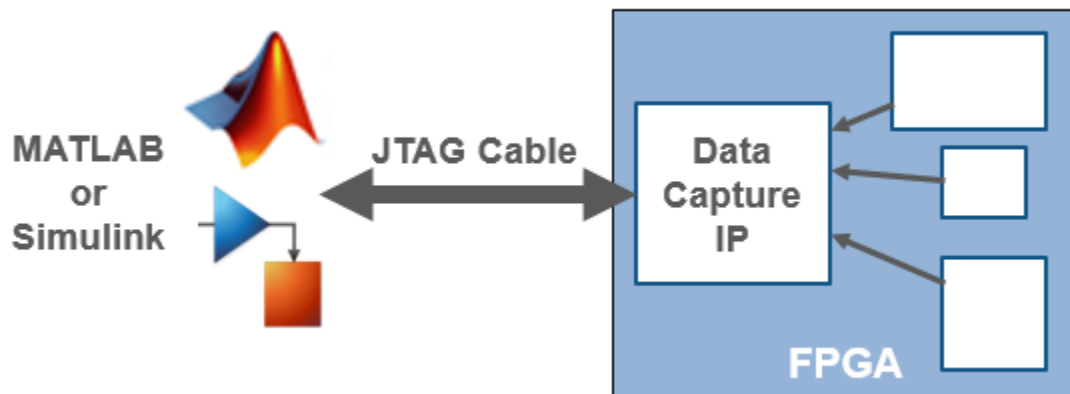 MATLAB
or
Simulink
JTAG Cable
Data
Capture
IP
FPGA